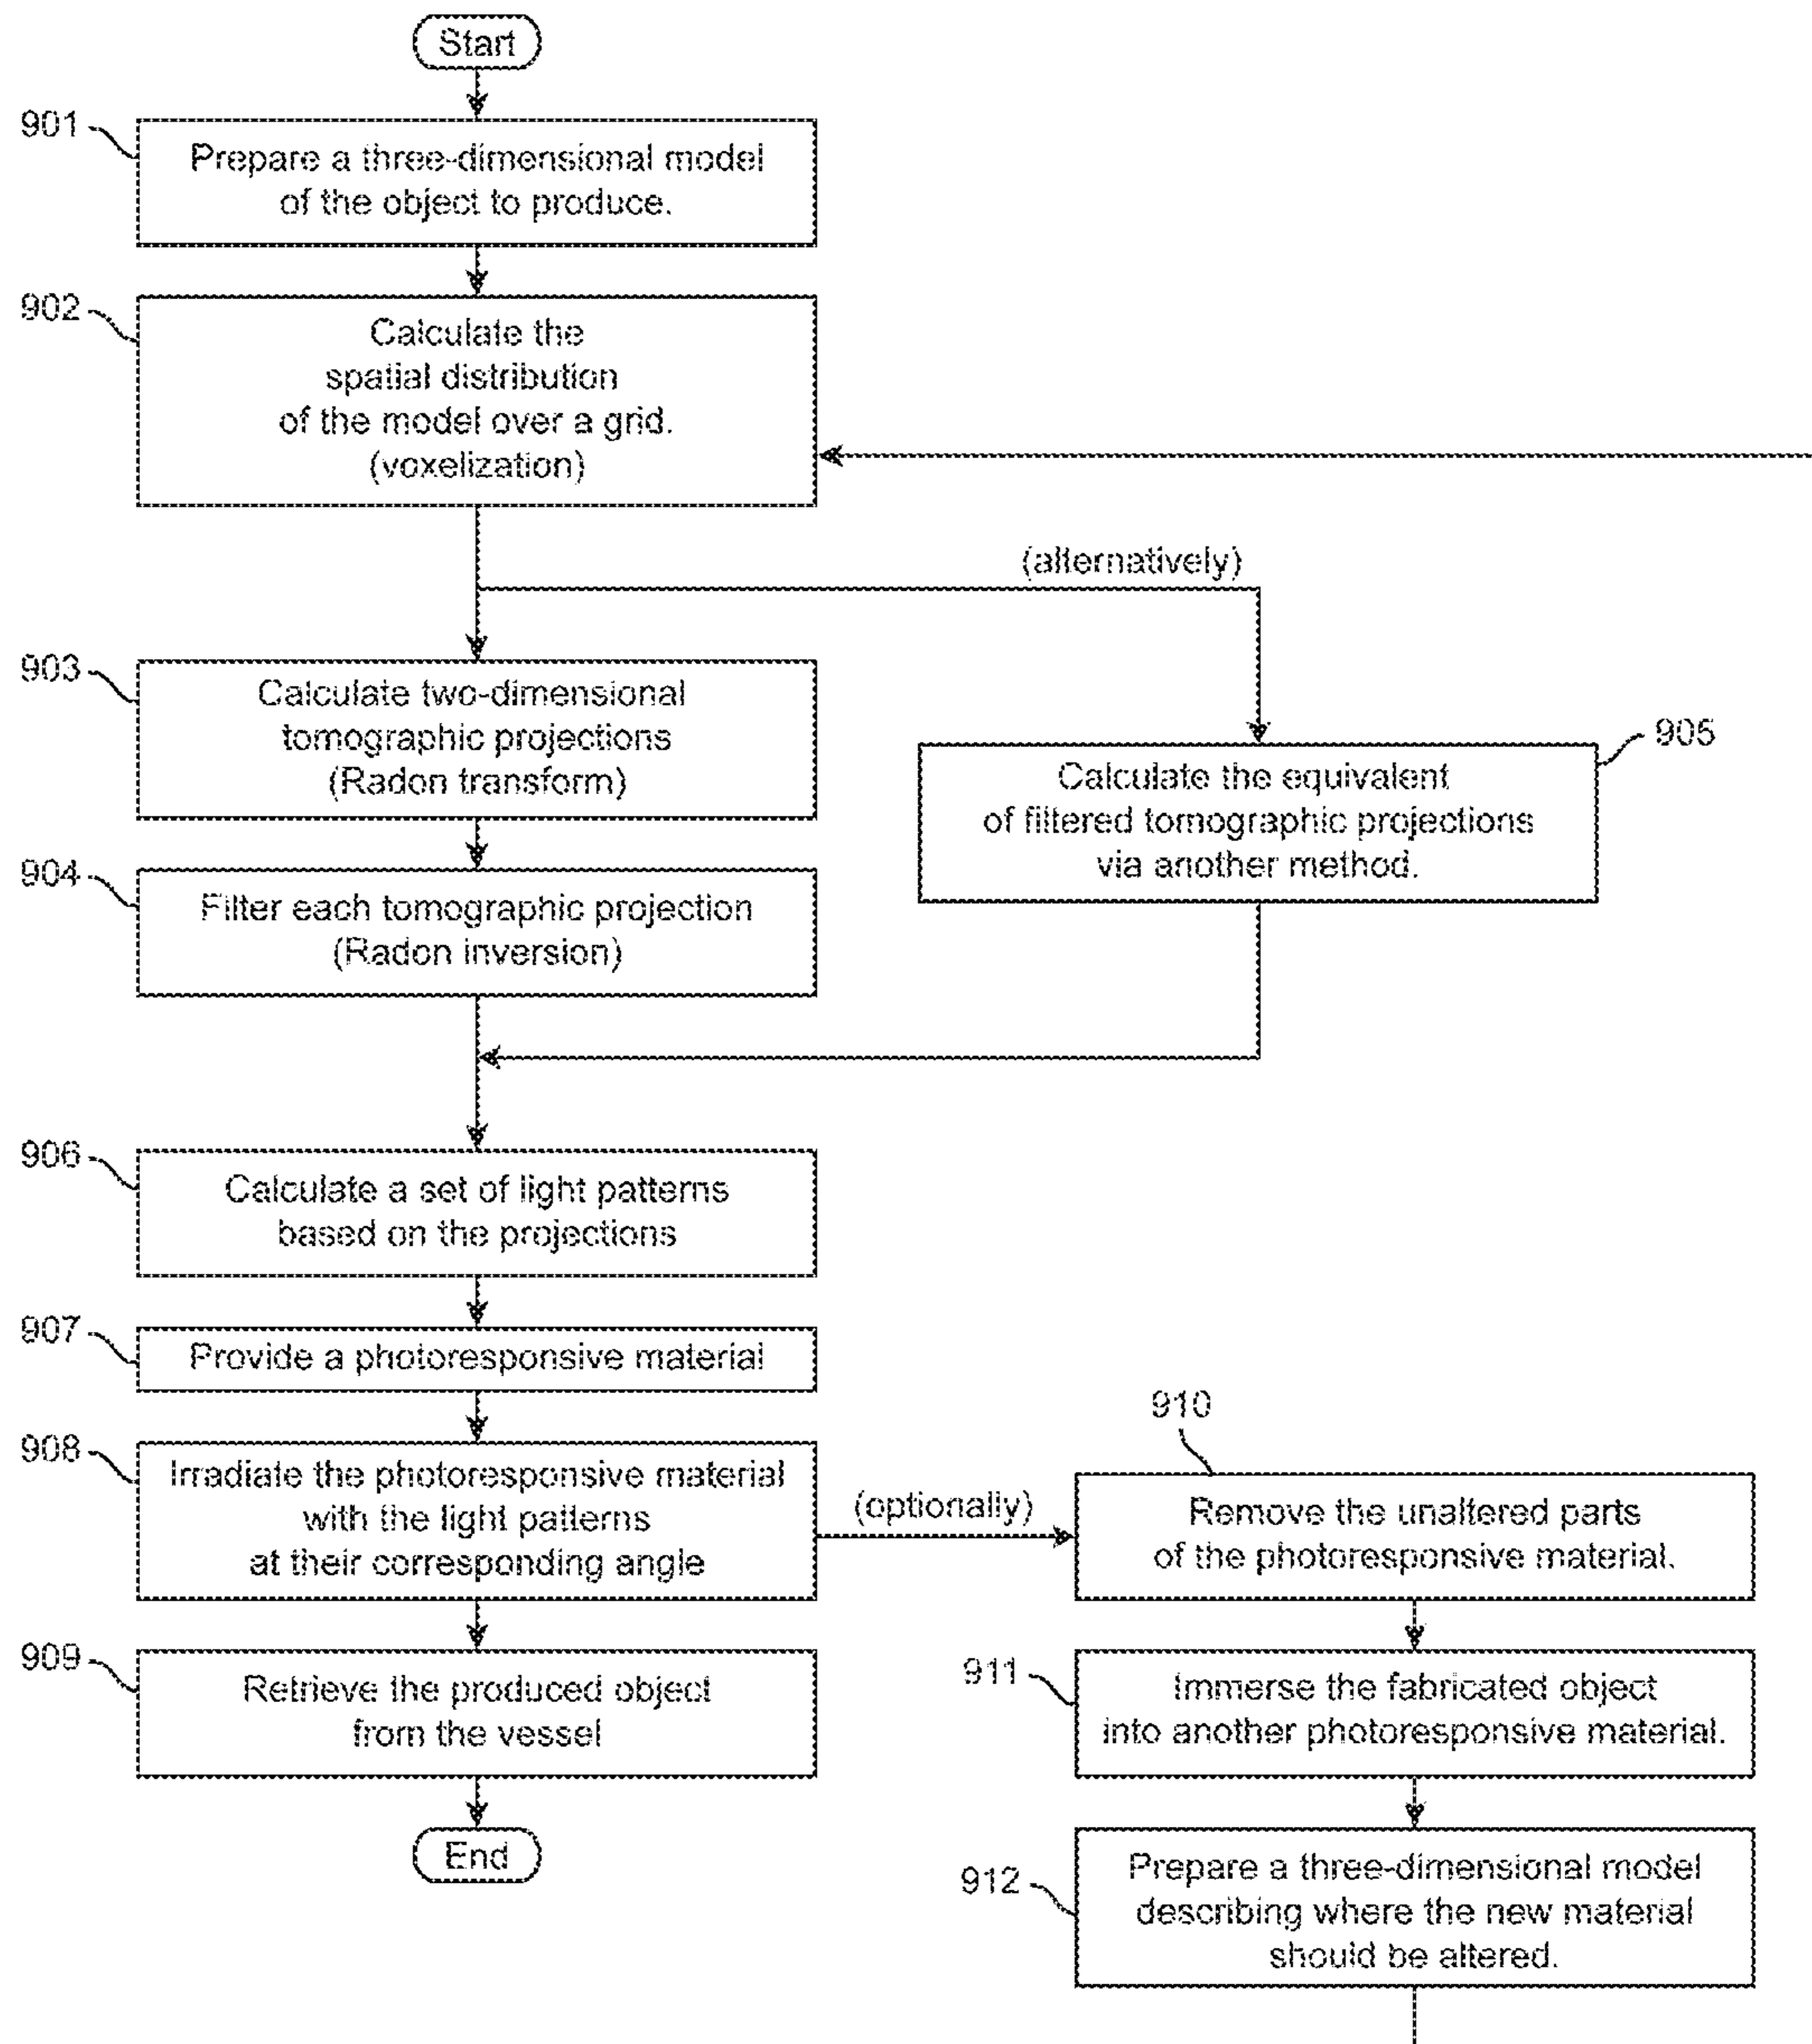 Start
901
Prepare a three-dimensional model
of the object to produce.
902
Calculate the
spatial distribution
of the model over a grid.
(voxelization)
(alternatively)
903
Calculate two-dimensional
tomographic projections
(Radon transform)
905
Calculate the equivalent
of filtered tomographic projections
via another method.
904
Filter each tomographic projection
(Radon inversion)
906
Calculate a set of light patterns
based on the projections
907
Provide a photoresponsive material
908
Irradiate the photoresponsive material
with the light patterns
at their corresponding angle
(optionally)
910
Remove the unaltered parts
of the photoresponsive material.
909
Retrieve the produced object
from the vessel
End
911
Immerse the fabricated object
into another photoresponsive material.
912
Prepare a three-dimensional model
describing where the new material
should be altered.